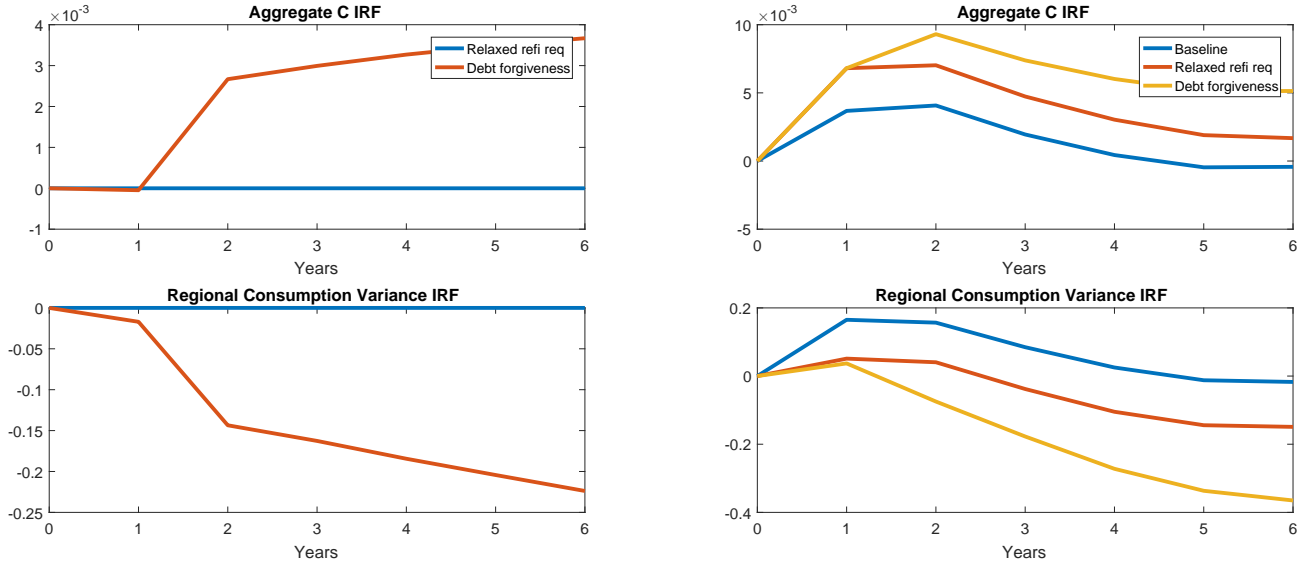 Aggregate C IRF
×10⁻³
4
3
2
1
0
-1
0 1 2 3 4 5 6
Years
Relaxed refi req
Debt forgiveness
Aggregate C IRF
×10⁻³
10
5
0
-5
0 1 2 3 4 5 6
Years
Baseline
Relaxed refi req
Debt forgiveness
Regional Consumption Variance IRF
0
-0.05
-0.1
-0.15
-0.2
-0.25
0 1 2 3 4 5 6
Years
Regional Consumption Variance IRF
0.2
0
-0.2
-0.4
0 1 2 3 4 5 6
Years